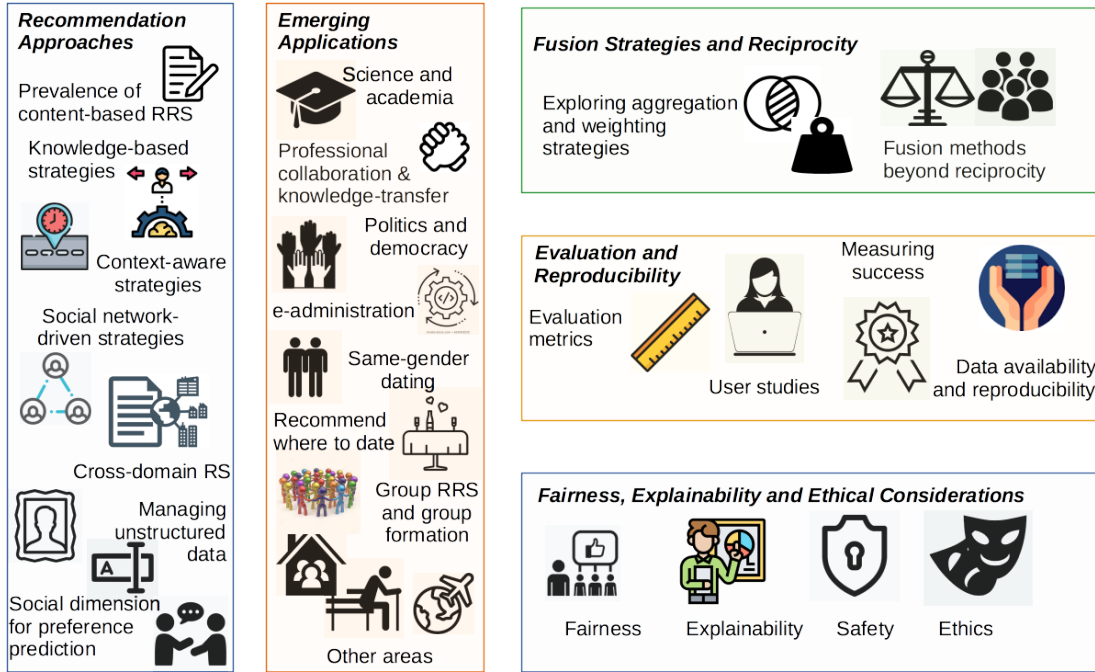 Recommendation
Approaches
Prevalence of
content-based RRS
Knowledge-based
strategies
Context-aware
strategies
Social network-
driven strategies
Cross-domain RS
Managing
unstructured
data
A
Social dimension
for preference
prediction
Emerging
Applications
Science and
academia
Professional
collaboration &
knowledge-transfer
Politics and
democracy
e-administration
Same-gender
dating
Recommend
where to date
Group RRS
and group
formation
Other areas
Fusion Strategies and Reciprocity
Exploring aggregation
and weighting
strategies
Fusion methods
beyond reciprocity
Evaluation and
Reproducibility
Evaluation
metrics
User studies
Measuring
success
Data availability
and reproducibility
Fairness, Explainability and Ethical Considerations
Fairness
Explainability
Safety
Ethics